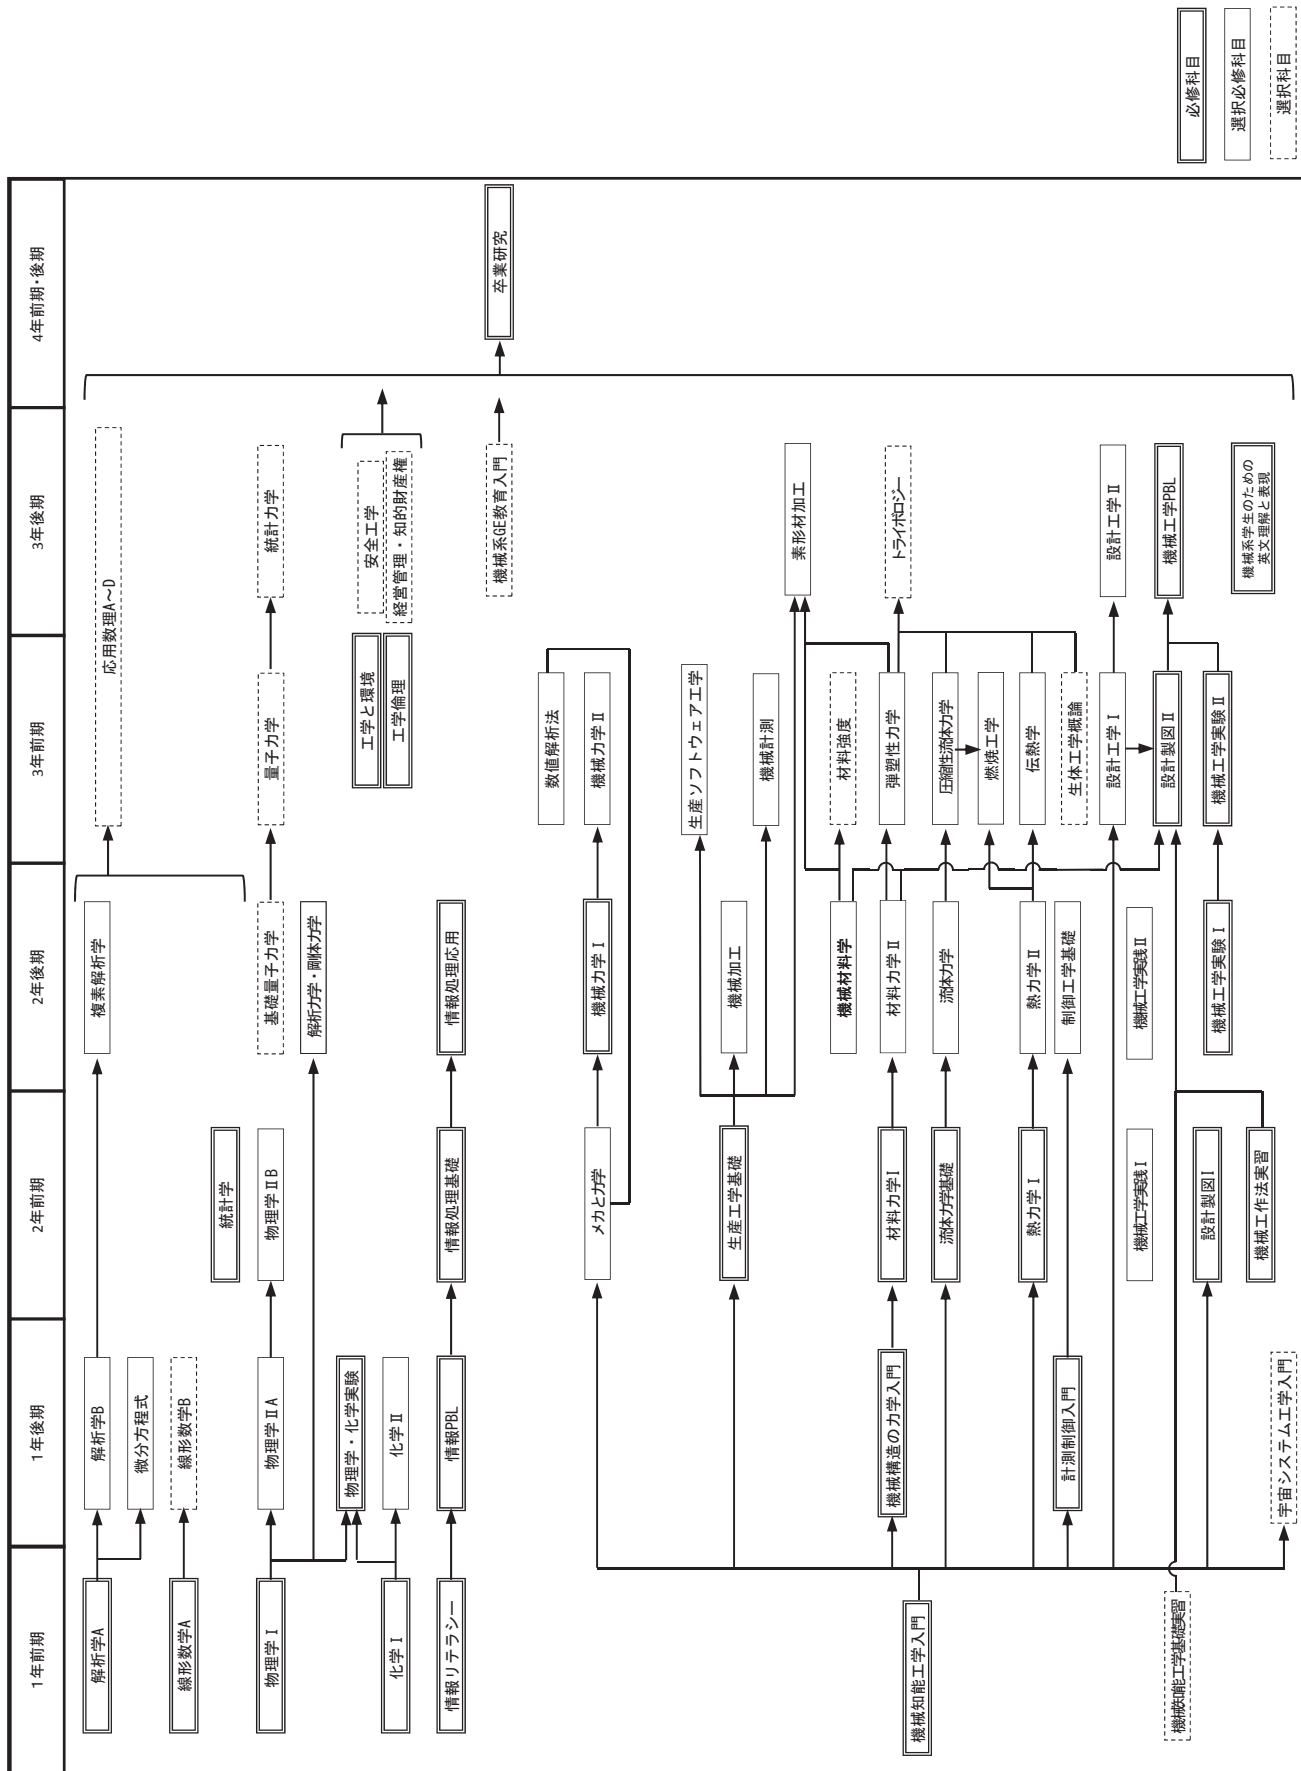 1年前期
1年後期
2年前期
2年後期
3年前期
3年後期
4年前期・後期
解析学A
解析学B
複素解析学
応用数理A～D
微分方程式
線形数学A
線形数学B
統計学
物理学Ⅰ
物理学ⅡA
物理学ⅡB
基礎量子力学
量子力学
統計力学
解析力学・剛体力学
物理学・化学実験
工学と環境
安全工学
化学Ⅰ
化学Ⅱ
工学倫理
経営管理・知的財産権
情報リテラシー
情報PBL
情報処理基礎
情報処理応用
機械系GE教育入門
卒業研究
数値解析法
メカと力学
機械力学Ⅰ
機械力学Ⅱ
生産ソフトウェア工学
生産工学基礎
機械加工
機械計測
素形材加工
機械材料学
材料強度
機械構造の力学入門
材料力学Ⅰ
材料力学Ⅱ
弾塑性力学
トライボロジー
機械知能工学入門
流体力学基礎
流体力学
圧縮性流体力学
燃焼工学
熱力学Ⅰ
熱力学Ⅱ
伝熱学
計測制御入門
制御工学基礎
生体工学概論
設計工学Ⅰ
設計工学Ⅱ
機械工学実践Ⅰ
機械工学実践Ⅱ
機械知能工学基礎実習
設計製図Ⅱ
機械工学PBL
設計製図Ⅰ
機械工学実験Ⅰ
機械工学実験Ⅱ
機械工作法実習
機械系学生のための
英文理解と表現
宇宙システム工学入門
必修科目
選択必修科目
選択科目